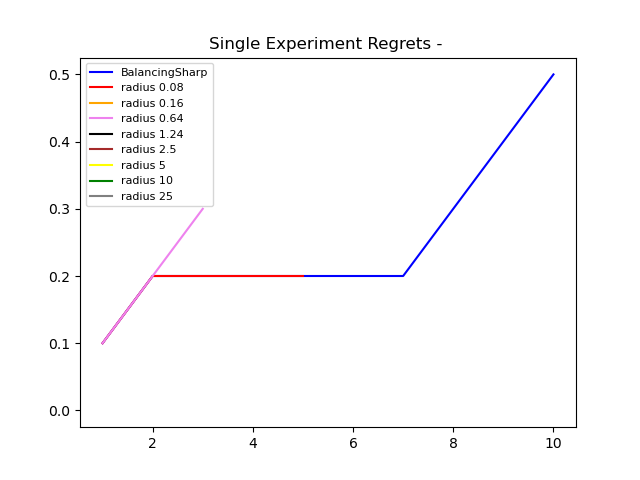 Single Experiment Regrets -
BalancingSharp
radius 0.08
radius 0.16
radius 0.64
radius 1.24
radius 2.5
radius 5
radius 10
radius 25
0.5
0.4
0.3
0.2
0.1
0.0
2 4 6 8 10